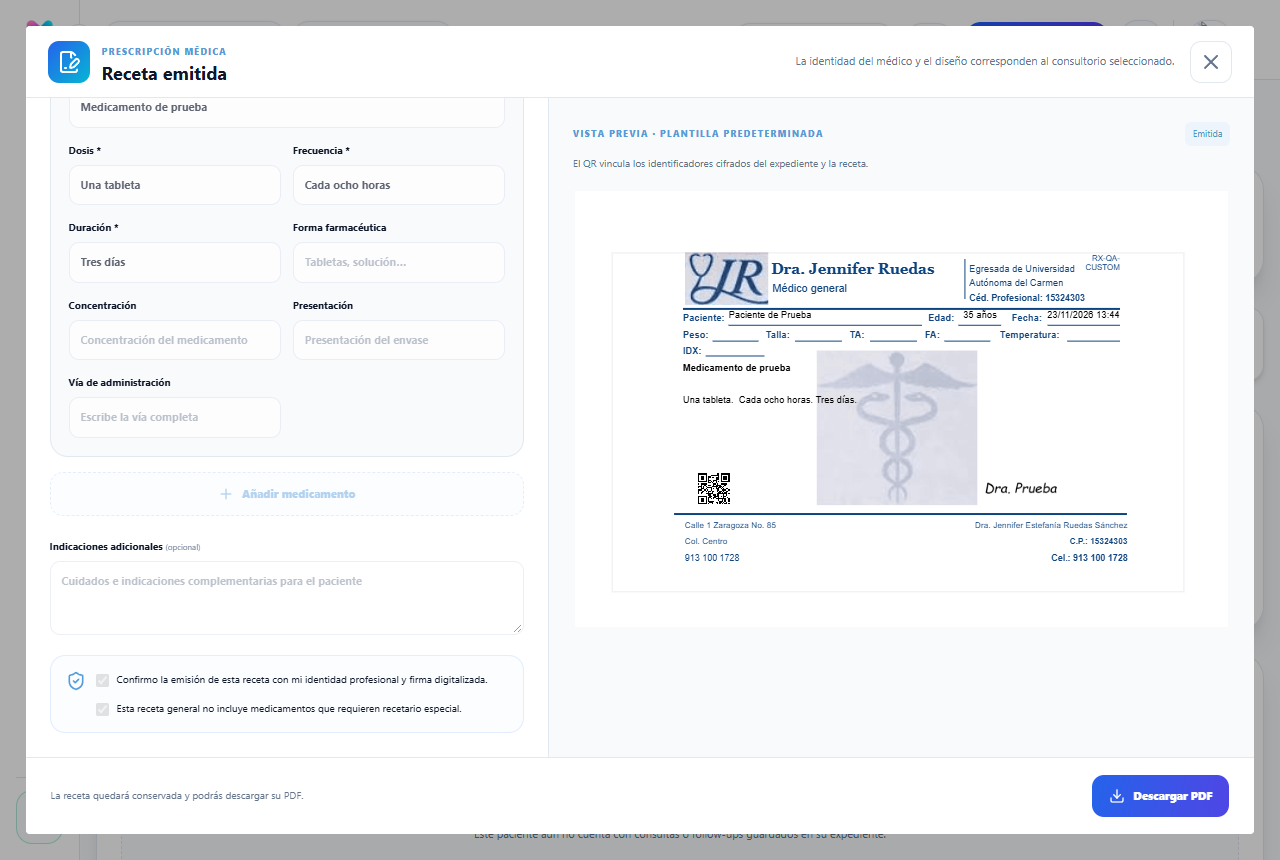 PRESCRIPCIÓN MÉDICA
Receta emitida
La identidad del médico y el diseño corresponden al consultorio seleccionado.
Medicamento de prueba
Dosis * Frecuencia *
Una tableta Cada ocho horas
Duración * Forma farmacéutica
Tres días Tabletas, solución...
Concentración Presentación
Concentración del medicamento Presentación del envase
Vía de administración
Escribe la vía completa
Añadir medicamento
Indicaciones adicionales (opcional)
Cuidados e indicaciones complementarias para el paciente
Confirmo la emisión de esta receta con mi identidad profesional y firma digitalizada.
Esta receta general no incluye medicamentos que requieren recetario especial.
VISTA PREVIA · PLANTILLA PREDETERMINADA
Emitida
El QR vincula los identificadores cifrados del expediente y la receta.
JR
Dra. Jennifer Ruedas
Médico general
Egresada de Universidad
Autónoma del Carmen
Céd. Profesional: 15324303
RX-QA-
CUSTOM
Paciente: Paciente de Prueba Edad: 35 años Fecha: 23/11/2026 13:44
Peso: Talla: TA: FA: Temperatura:
IDX:
Medicamento de prueba
Una tableta. Cada ocho horas. Tres días.
Dra. Prueba
Calle 1 Zaragoza No. 85 Dra. Jennifer Estefanía Ruedas Sánchez
Col. Centro C.P.: 15324303
913 100 1728 Cel.: 913 100 1728
La receta quedará conservada y podrás descargar su PDF.
Descargar PDF
Este paciente aún no cuenta con consultas o follow-ups guardados en su expediente.